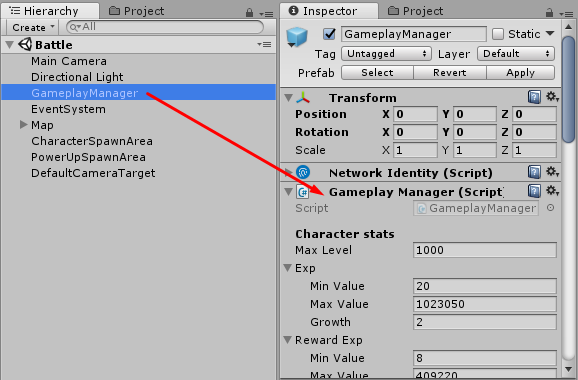 Hierarchy Project
Create All
Battle
Main Camera
Directional Light
GameplayManager
EventSystem
Map
CharacterSpawnArea
PowerUpSpawnArea
DefaultCameraTarget
Inspector Project
GameplayManager Static
Tag Untagged Layer Default
Prefab Select Revert Apply
Transform
Position X 0 Y 0 Z 0
Rotation X 0 Y 0 Z 0
Scale X 1 Y 1 Z 1
Network Identity (Script)
Gameplay Manager (Script)
Script GameplayManager
Character stats
Max Level 1000
Exp
Min Value 20
Max Value 1023050
Growth 2
Reward Exp
Min Value 8
Max Value 409220